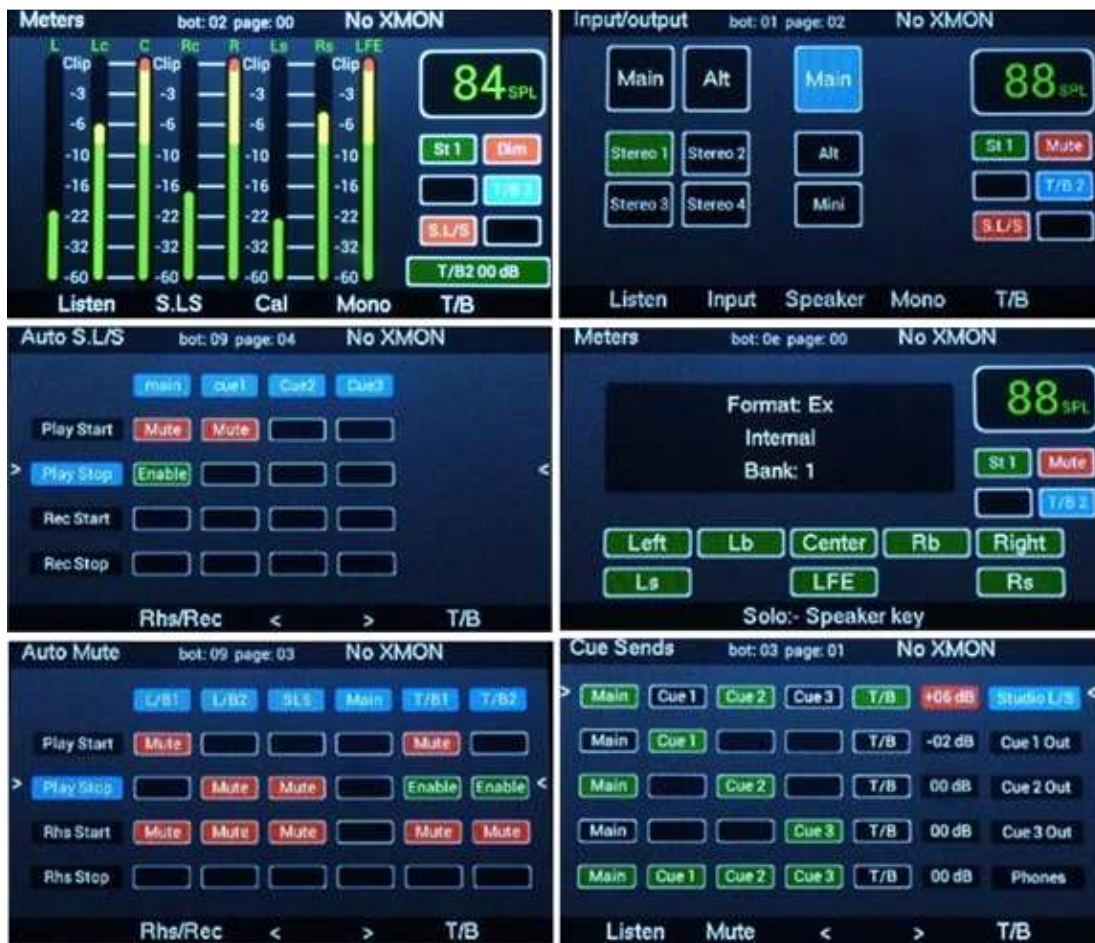 Meters bot: 02 page: 00 No XMON
L Lc C Rc R Ls Rs LFE
Clip Clip Clip Clip
-3 -3 -3 -3
-6 -6 -6 -6
-10 -10 -10 -10
-16 -16 -16 -16
-22 -22 -22 -22
-32 -32 -32 -32
-60 -60 -60 -60
84 SPL
St 1 Dim
T/B 2
S.L/S
T/B2 00 dB
Listen S.LS Cal Mono T/B
Input/output bot: 01 page: 02 No XMON
Main Alt Main
88 SPL
Stereo 1 Stereo 2 Alt
Stereo 3 Stereo 4 Mini
St 1 Mute
T/B 2
S.L/S
Listen Input Speaker Mono T/B
Auto S.L/S bot: 09 page: 04 No XMON
main cue1 Cue2 Cue3
Play Start Mute Mute
> Play Stop Enable <
Rec Start
Rec Stop
Rhs/Rec < > T/B
Meters bot: 0e page: 00 No XMON
Format: Ex
Internal
Bank: 1
88 SPL
St 1 Mute
T/B 2
Left Lb Center Rb Right
Ls LFE Rs
Solo:- Speaker key
Auto Mute bot: 09 page: 03 No XMON
L/B1 L/B2 SLS Main T/B1 T/B2
Play Start Mute Mute
> Play Stop Mute Mute Enable Enable <
Rhs Start Mute Mute Mute Mute Mute
Rhs Stop
Rhs/Rec < > T/B
Cue Sends bot: 03 page: 01 No XMON
> Main Cue 1 Cue 2 Cue 3 T/B +06 dB Studio L/S <
Main Cue 1 T/B -02 dB Cue 1 Out
Main Cue 2 T/B 00 dB Cue 2 Out
Main Cue 3 T/B 00 dB Cue 3 Out
Main Cue 1 Cue 2 Cue 3 T/B 00 dB Phones
Listen Mute < > T/B